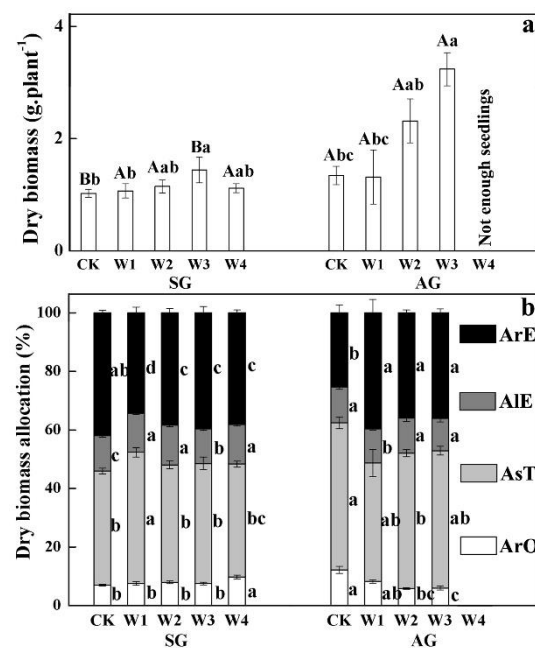 a
Dry biomass (g.plant-1)
4
2
0
Bb Ab Aab Ba Aab
Abc Abc Aab Aa
Not enough seedlings
CK W1 W2 W3 W4 CK W1 W2 W3 W4
SG AG
b
Dry biomass allocation (%)
100
80
60
40
20
0
ab d c c c b a a a
c a a b a a b a a
b a b b bc a ab b ab
b b b b a a ab bc c
ArE
AlE
AsT
ArO
CK W1 W2 W3 W4 CK W1 W2 W3 W4
SG AG